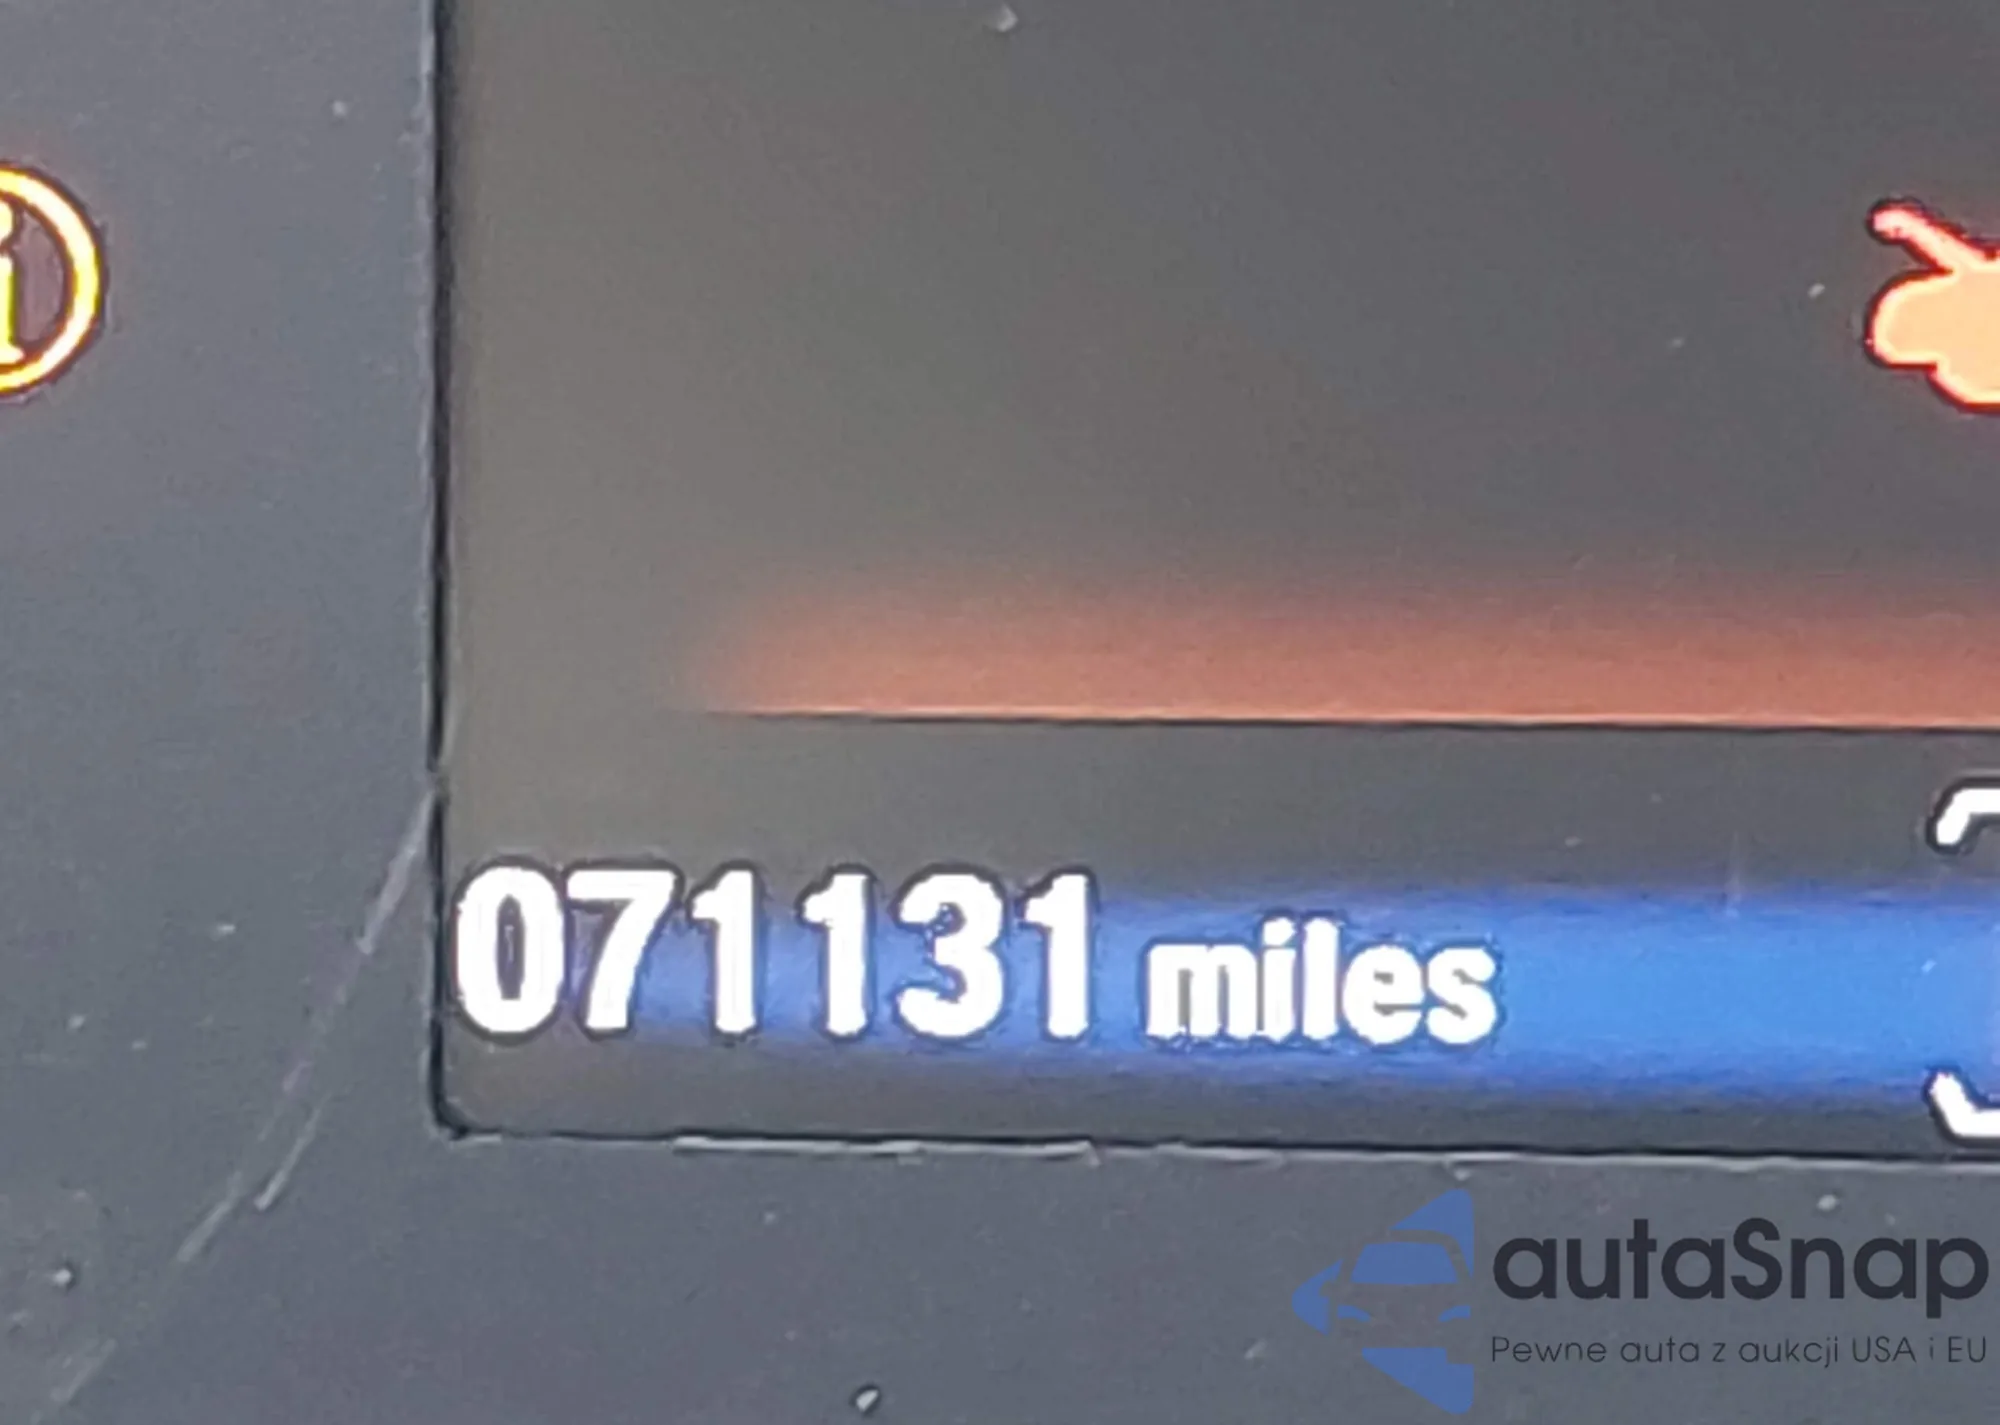 i
071131 miles
autaSnap
Pewne auta z aukcji USA i EU